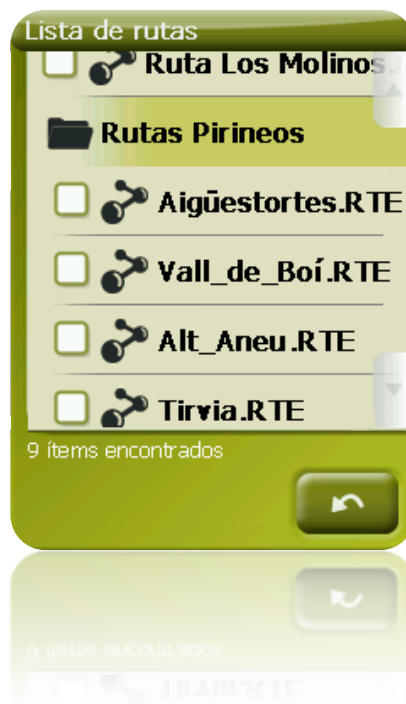 Lista de rutas
Ruta Los Molinos.
Rutas Pirineos
Aigüestortes.RTE
Vall_de_Boí.RTE
Alt_Aneu.RTE
Tirvia.RTE
9 ítems encontrados